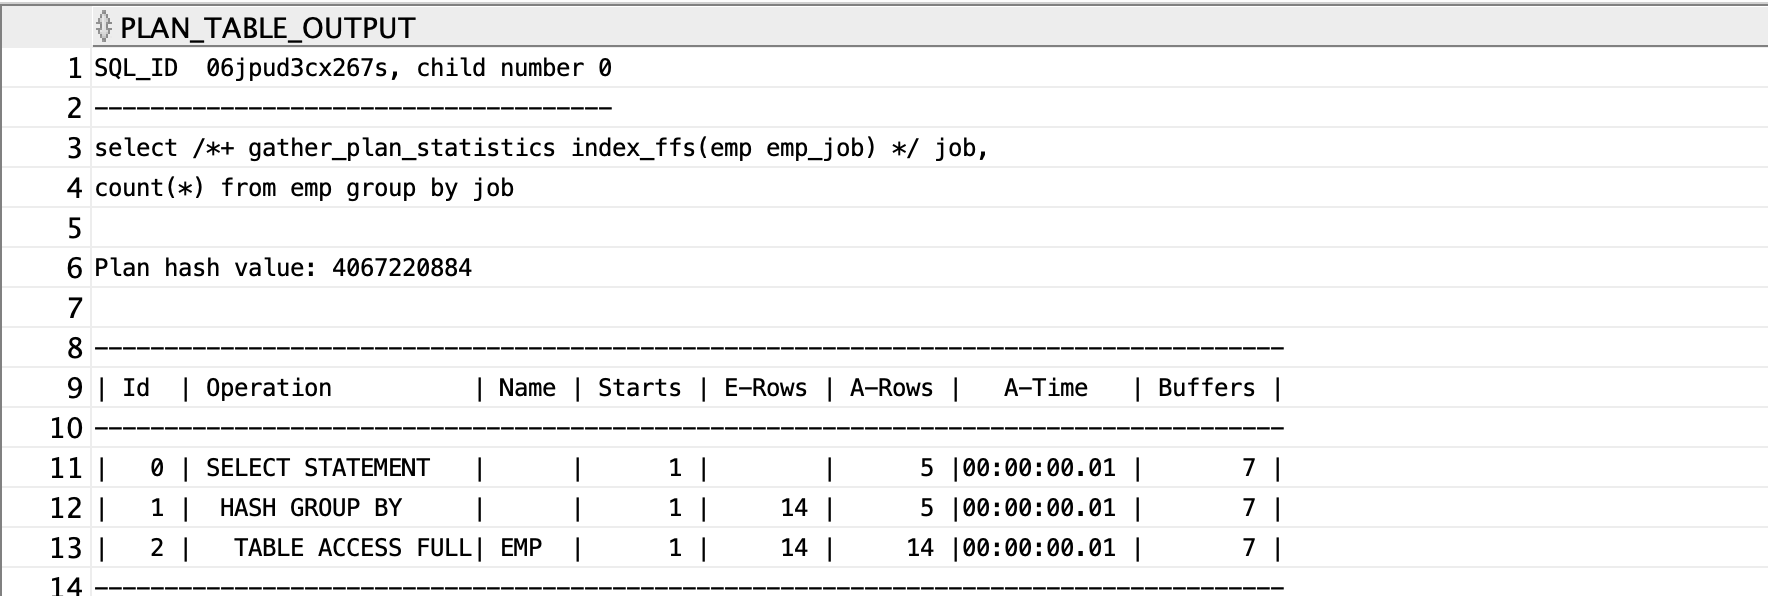 PLAN_TABLE_OUTPUT
1 SQL_ID  06jpud3cx267s, child number 0
2 -------------------------------------
3 select /*+ gather_plan_statistics index_ffs(emp emp_job) */ job,
4 count(*) from emp group by job
5
6 Plan hash value: 4067220884
7
8 -------------------------------------------------------------------------------------
9 | Id  | Operation          | Name | Starts | E-Rows | A-Rows |   A-Time   | Buffers |
10 -------------------------------------------------------------------------------------
11 |   0 | SELECT STATEMENT   |      |      1 |        |      5 |00:00:00.01 |       7 |
12 |   1 |  HASH GROUP BY     |      |      1 |     14 |      5 |00:00:00.01 |       7 |
13 |   2 |   TABLE ACCESS FULL| EMP  |      1 |     14 |     14 |00:00:00.01 |       7 |
14 -------------------------------------------------------------------------------------